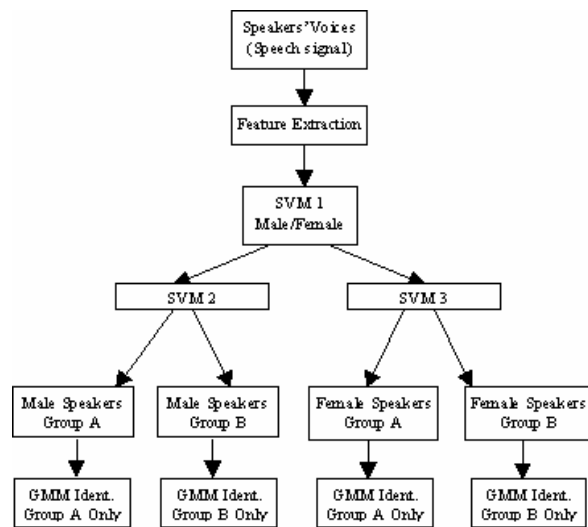 Speakers' Voices
(Speech signal)
Feature Extraction
SVM 1
Male/Female
SVM 2
SVM 3
Male Speakers
Group A
Male Speakers
Group B
Female Speakers
Group A
Female Speakers
Group B
GMM Ident.
Group A Only
GMM Ident.
Group B Only
GMM Ident.
Group A Only
GMM Ident.
Group B Only